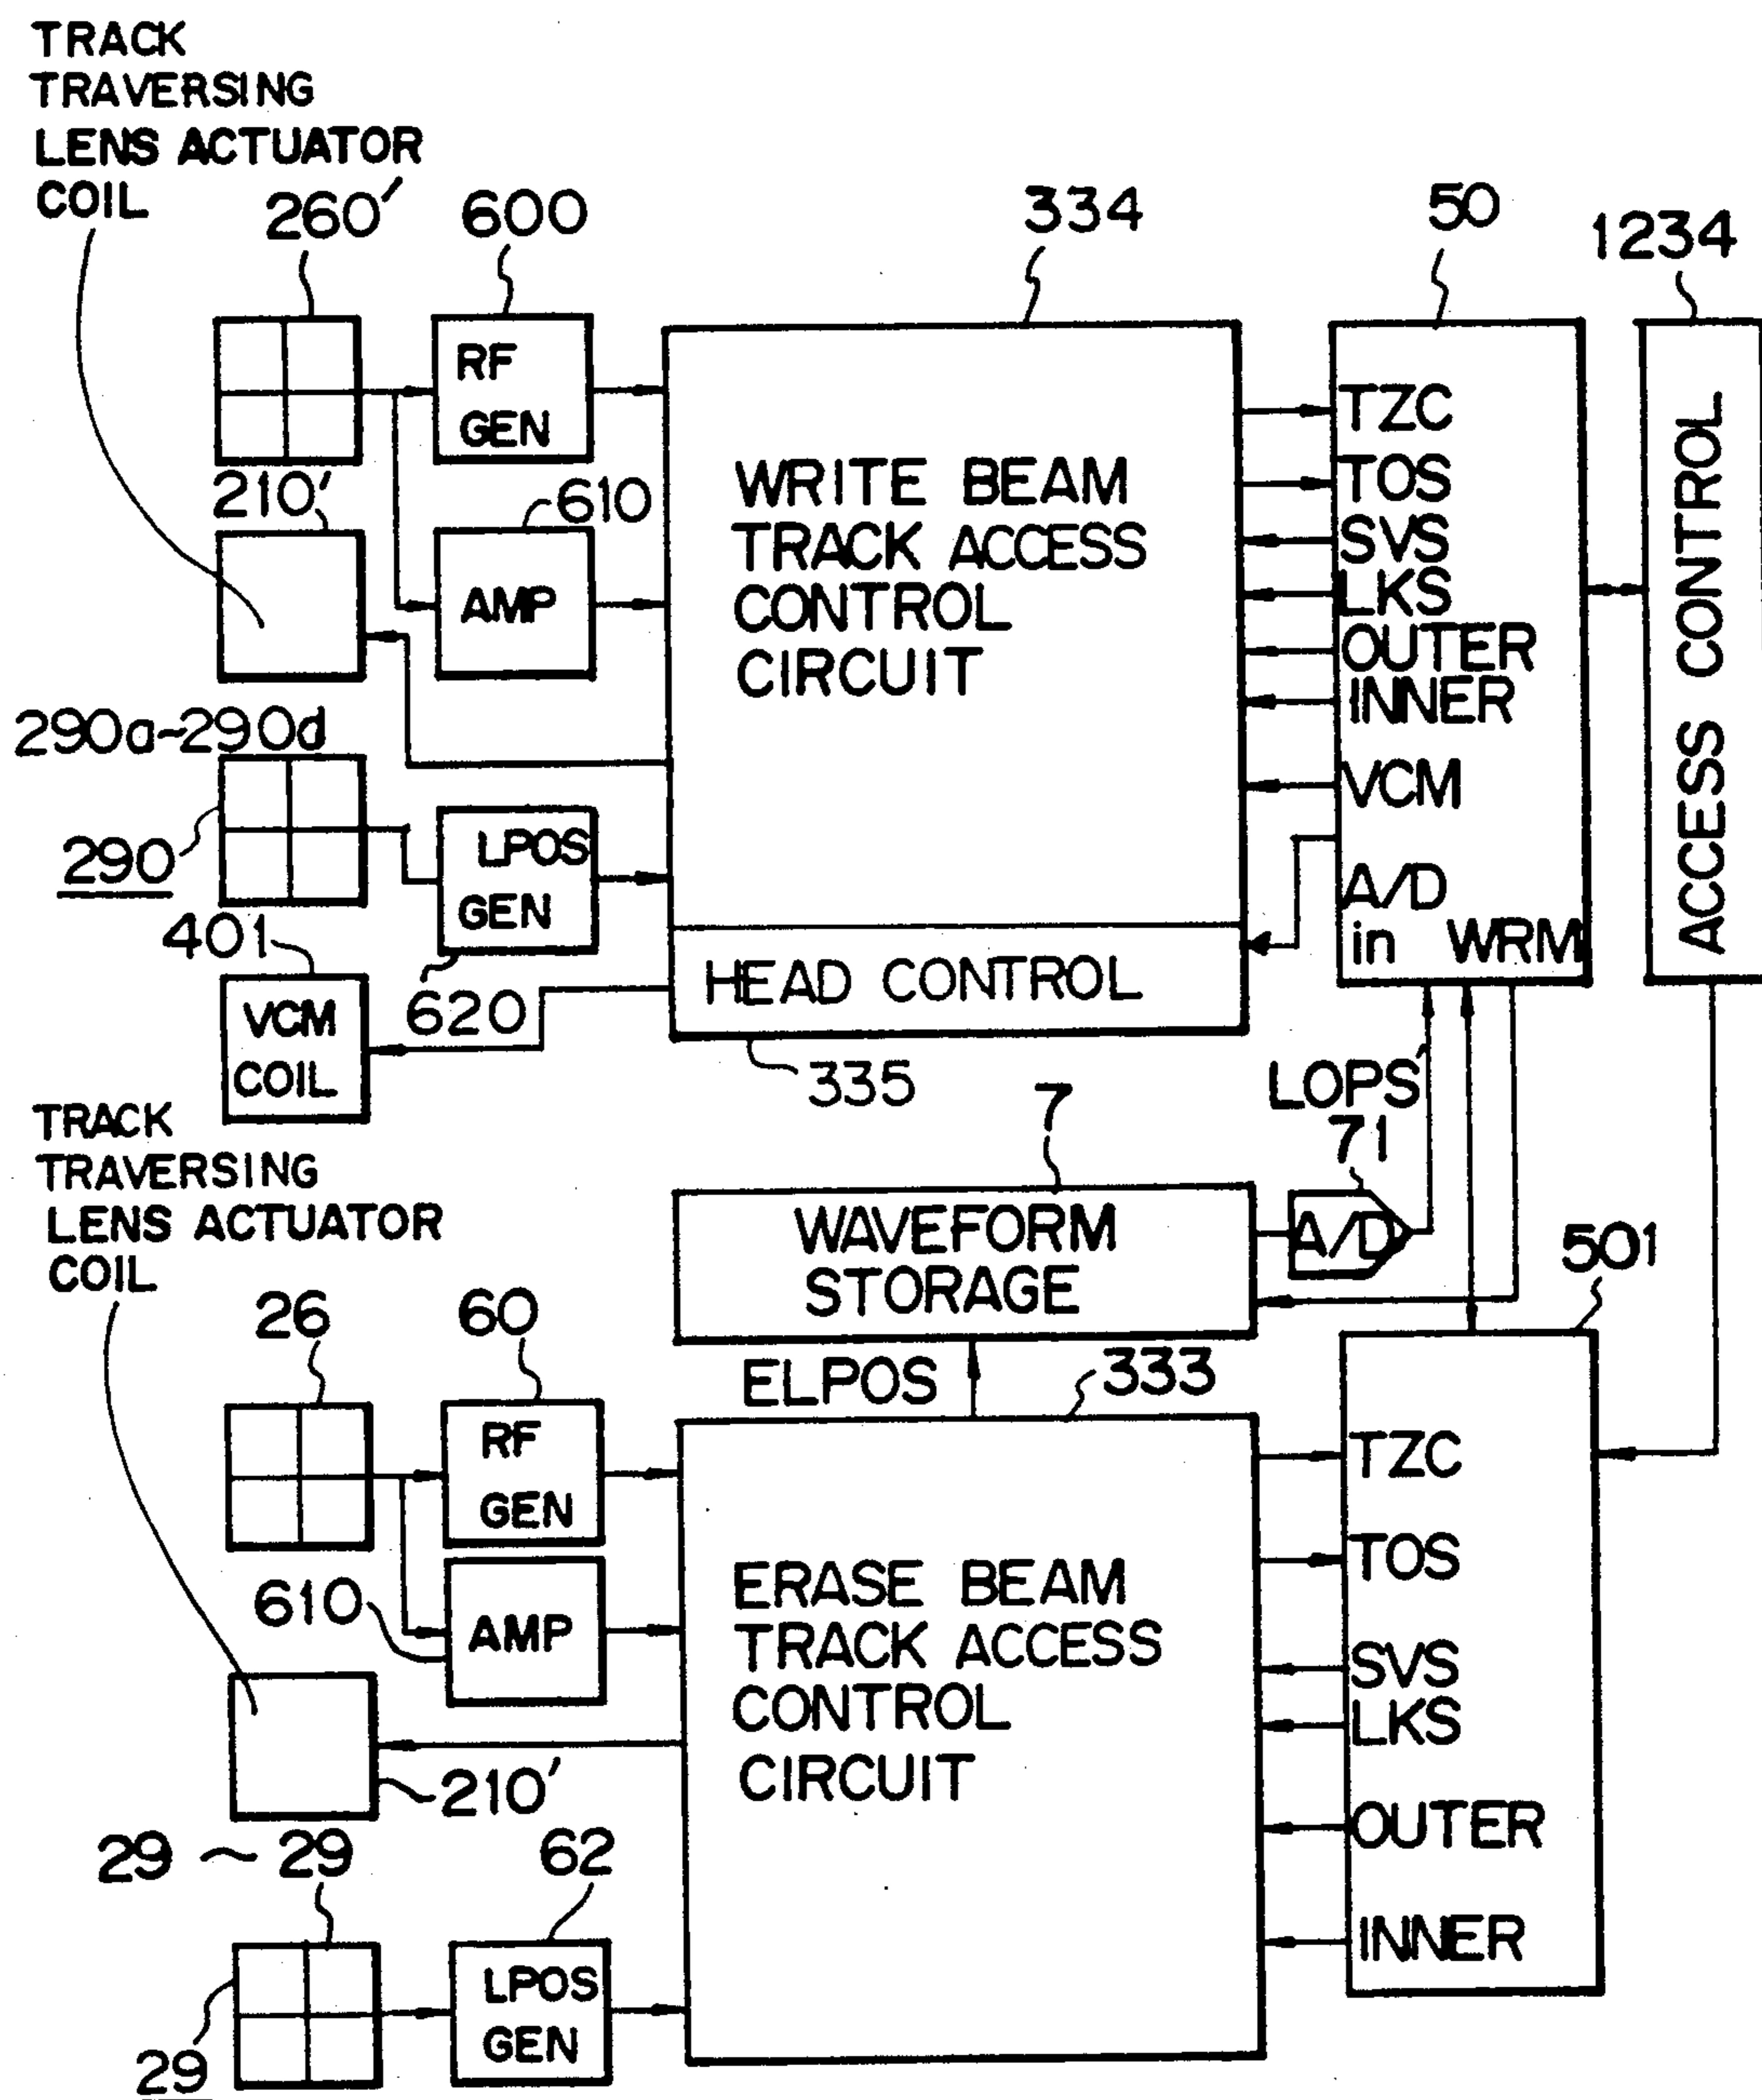 TRACK
TRAVERSING
LENS ACTUATOR
COIL
260′
600
334
50
1234
RF
GEN
210′
610
AMP
WRITE BEAM
TRACK ACCESS
CONTROL
CIRCUIT
TZC
TOS
SVS
LKS
OUTER
INNER
VCM
A/D
in WRM
ACCESS CONTROL
290a~290d
290
LPOS
GEN
620
401
VCM
COIL
HEAD CONTROL
335
LOPS'
71
A/D
7
WAVEFORM
STORAGE
501
ELPOS
333
TRACK
TRAVERSING
LENS ACTUATOR
COIL
26
60
RF
GEN
610
AMP
210′
ERASE BEAM
TRACK ACCESS
CONTROL
CIRCUIT
TZC
TOS
SVS
LKS
OUTER
INNER
29 ~ 29
62
LPOS
GEN
29